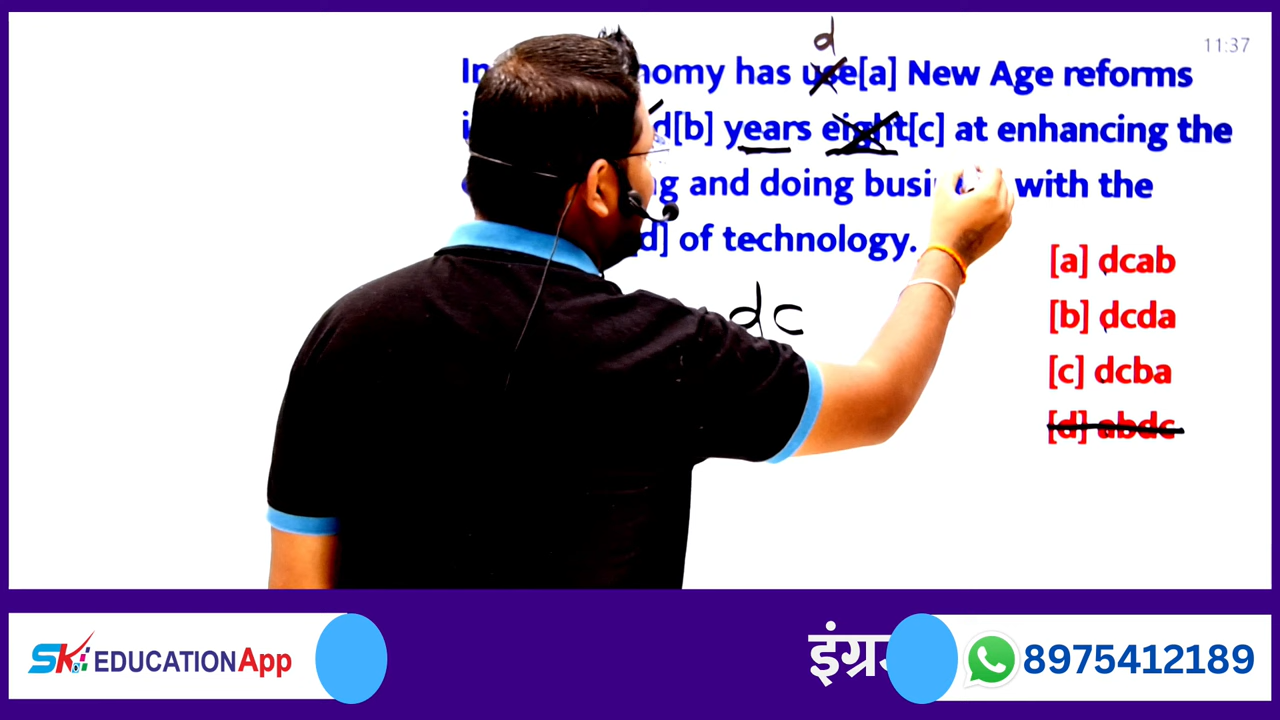 d
11:37
In nomy has use[a] New Age reforms
d[b] years eight[c] at enhancing the
g and doing busi with the
d] of technology.
[a] dcab
dc
[b] dcda
[c] dcba
[d] abdc
SK EDUCATION App
8975412189